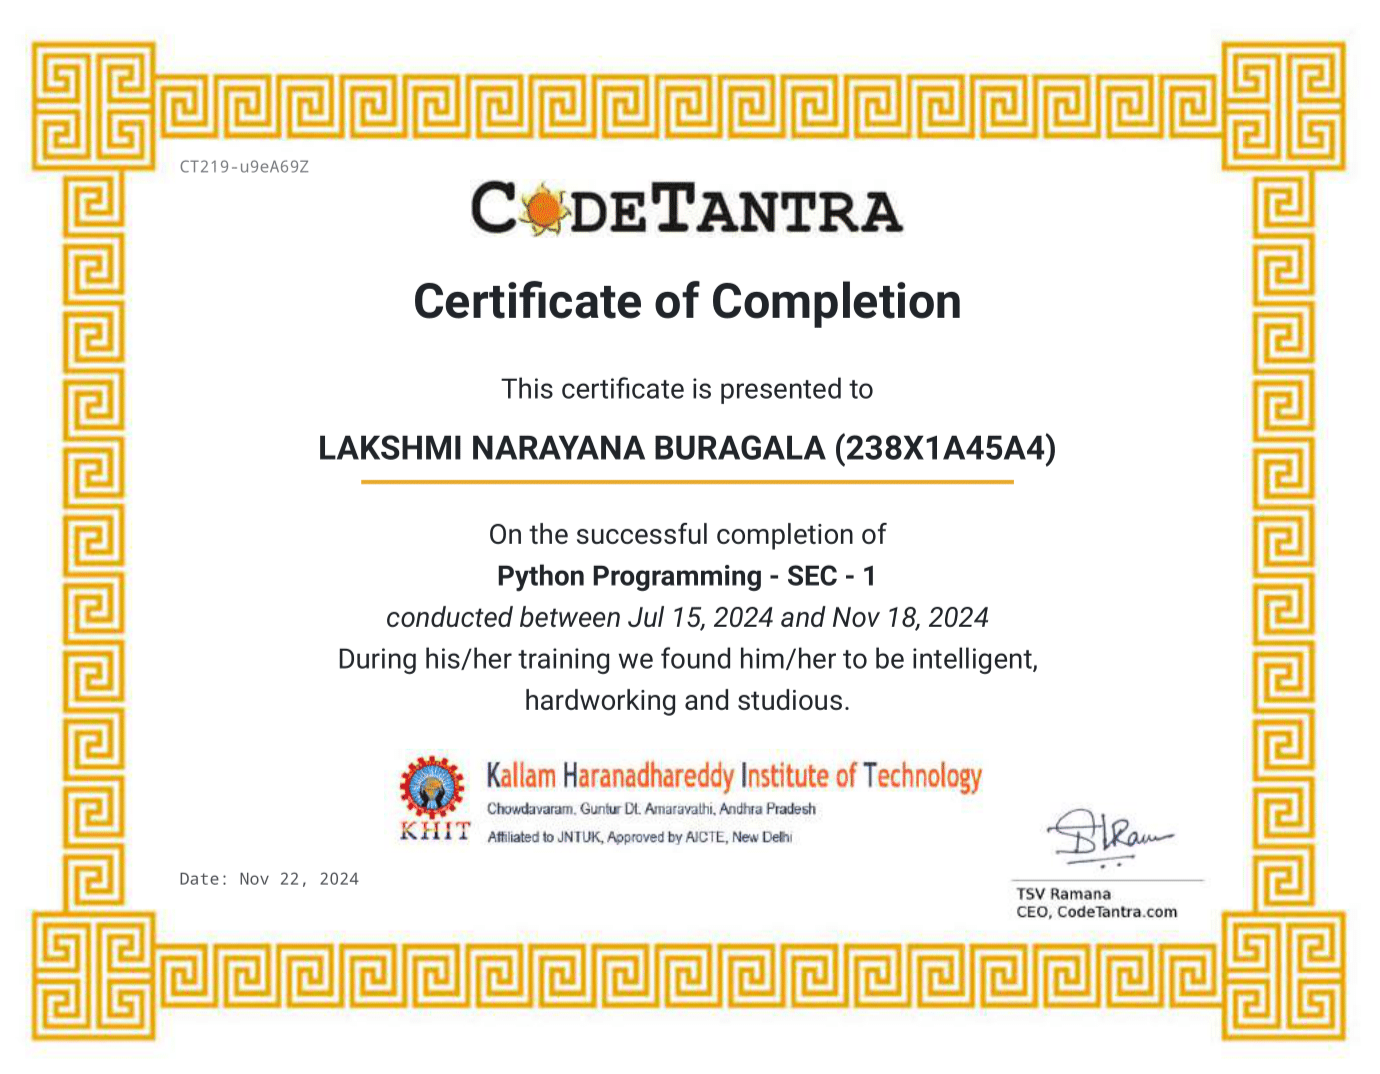 CT219-u9eA69Z
CODETANTRA
Certificate of Completion
This certificate is presented to
LAKSHMI NARAYANA BURAGALA (238X1A45A4)
On the successful completion of
Python Programming - SEC - 1
conducted between Jul 15, 2024 and Nov 18, 2024
During his/her training we found him/her to be intelligent,
hardworking and studious.
Kallam Haranadhareddy Institute of Technology
Chowdavaram, Guntur Dt. Amaravathi, Andhra Pradesh
KHIT
Affiliated to JNTUK, Approved by AICTE, New Delhi
Date: Nov 22, 2024
TSV Ramana
CEO, CodeTantra.com